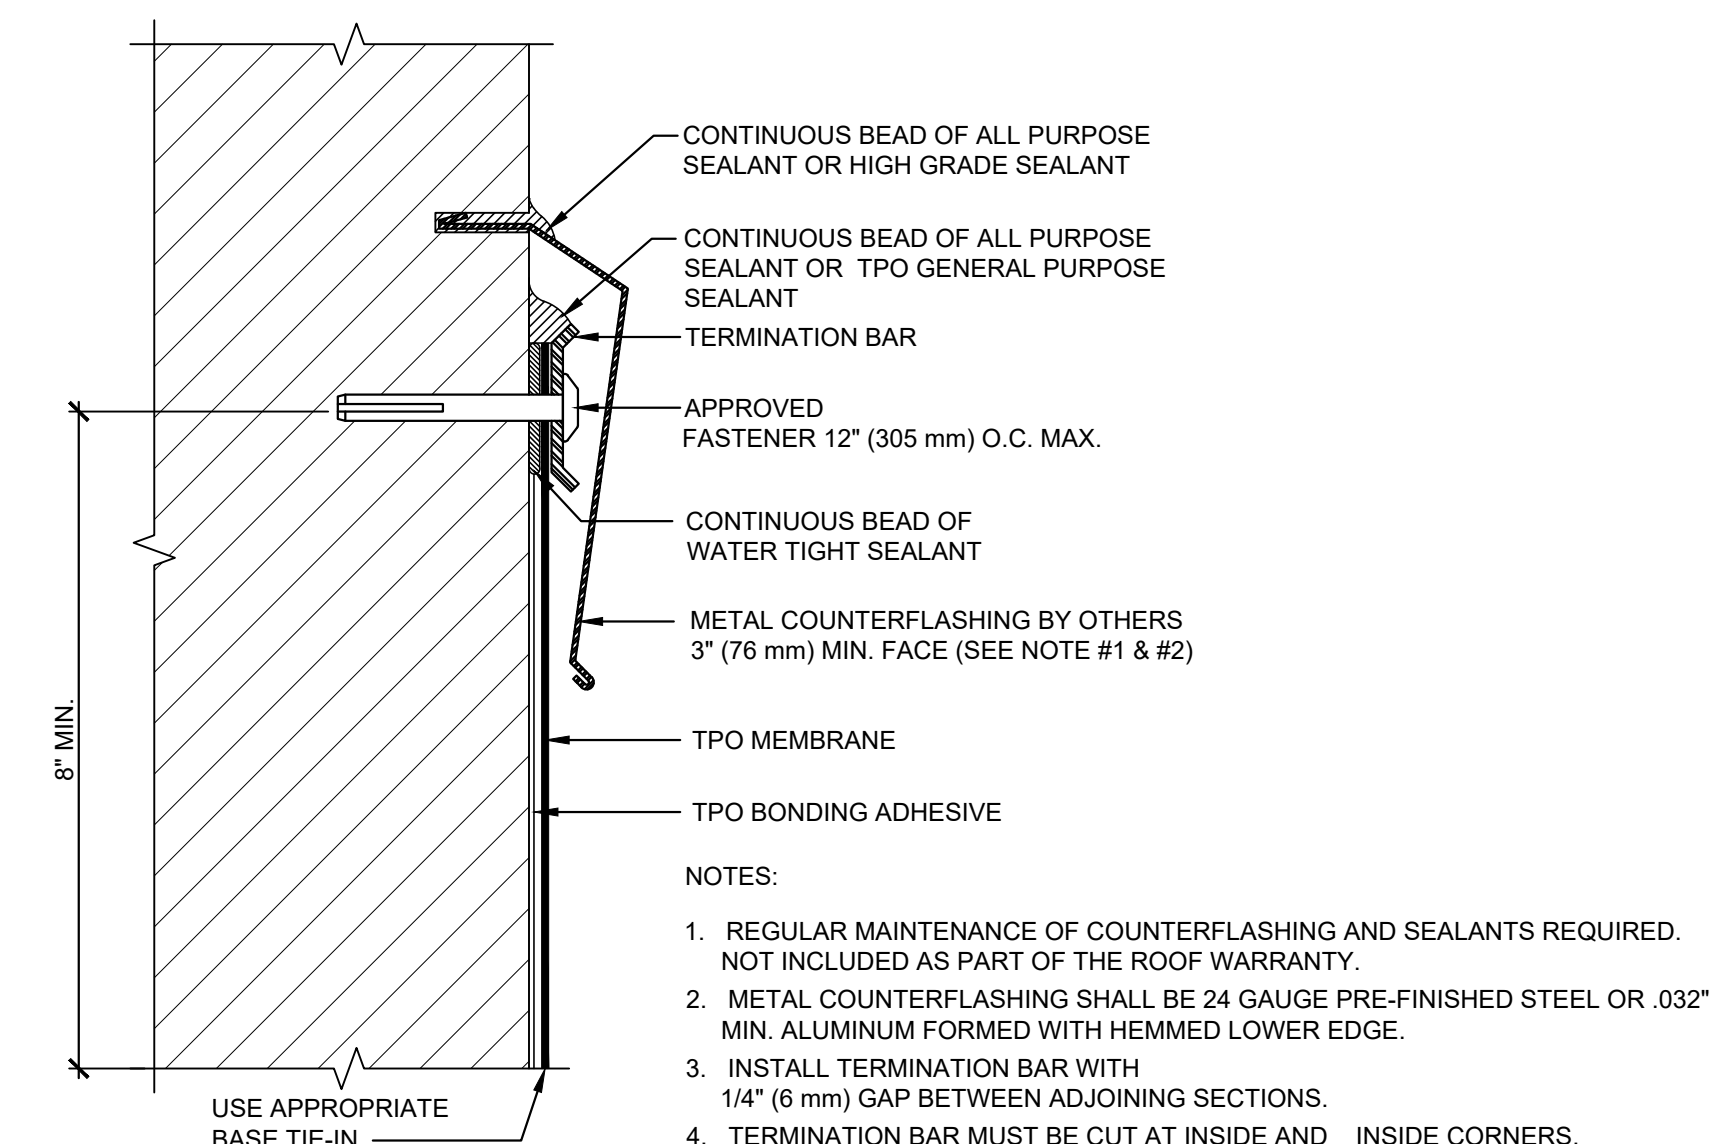 CONTINUOUS BEAD OF ALL PURPOSE
SEALANT OR HIGH GRADE SEALANT
CONTINUOUS BEAD OF ALL PURPOSE
SEALANT OR TPO GENERAL PURPOSE
SEALANT
TERMINATION BAR
APPROVED
FASTENER 12" (305 mm) O.C. MAX.
CONTINUOUS BEAD OF
WATER TIGHT SEALANT
METAL COUNTERFLASHING BY OTHERS
3" (76 mm) MIN. FACE (SEE NOTE #1 & #2)
8" MIN.
TPO MEMBRANE
TPO BONDING ADHESIVE
NOTES:
1. REGULAR MAINTENANCE OF COUNTERFLASHING AND SEALANTS REQUIRED.
NOT INCLUDED AS PART OF THE ROOF WARRANTY.
2. METAL COUNTERFLASHING SHALL BE 24 GAUGE PRE-FINISHED STEEL OR .032"
MIN. ALUMINUM FORMED WITH HEMMED LOWER EDGE.
3. INSTALL TERMINATION BAR WITH
1/4" (6 mm) GAP BETWEEN ADJOINING SECTIONS.
4. TERMINATION BAR MUST BE CUT AT INSIDE AND INSIDE CORNERS.
USE APPROPRIATE
BASE TIE-IN